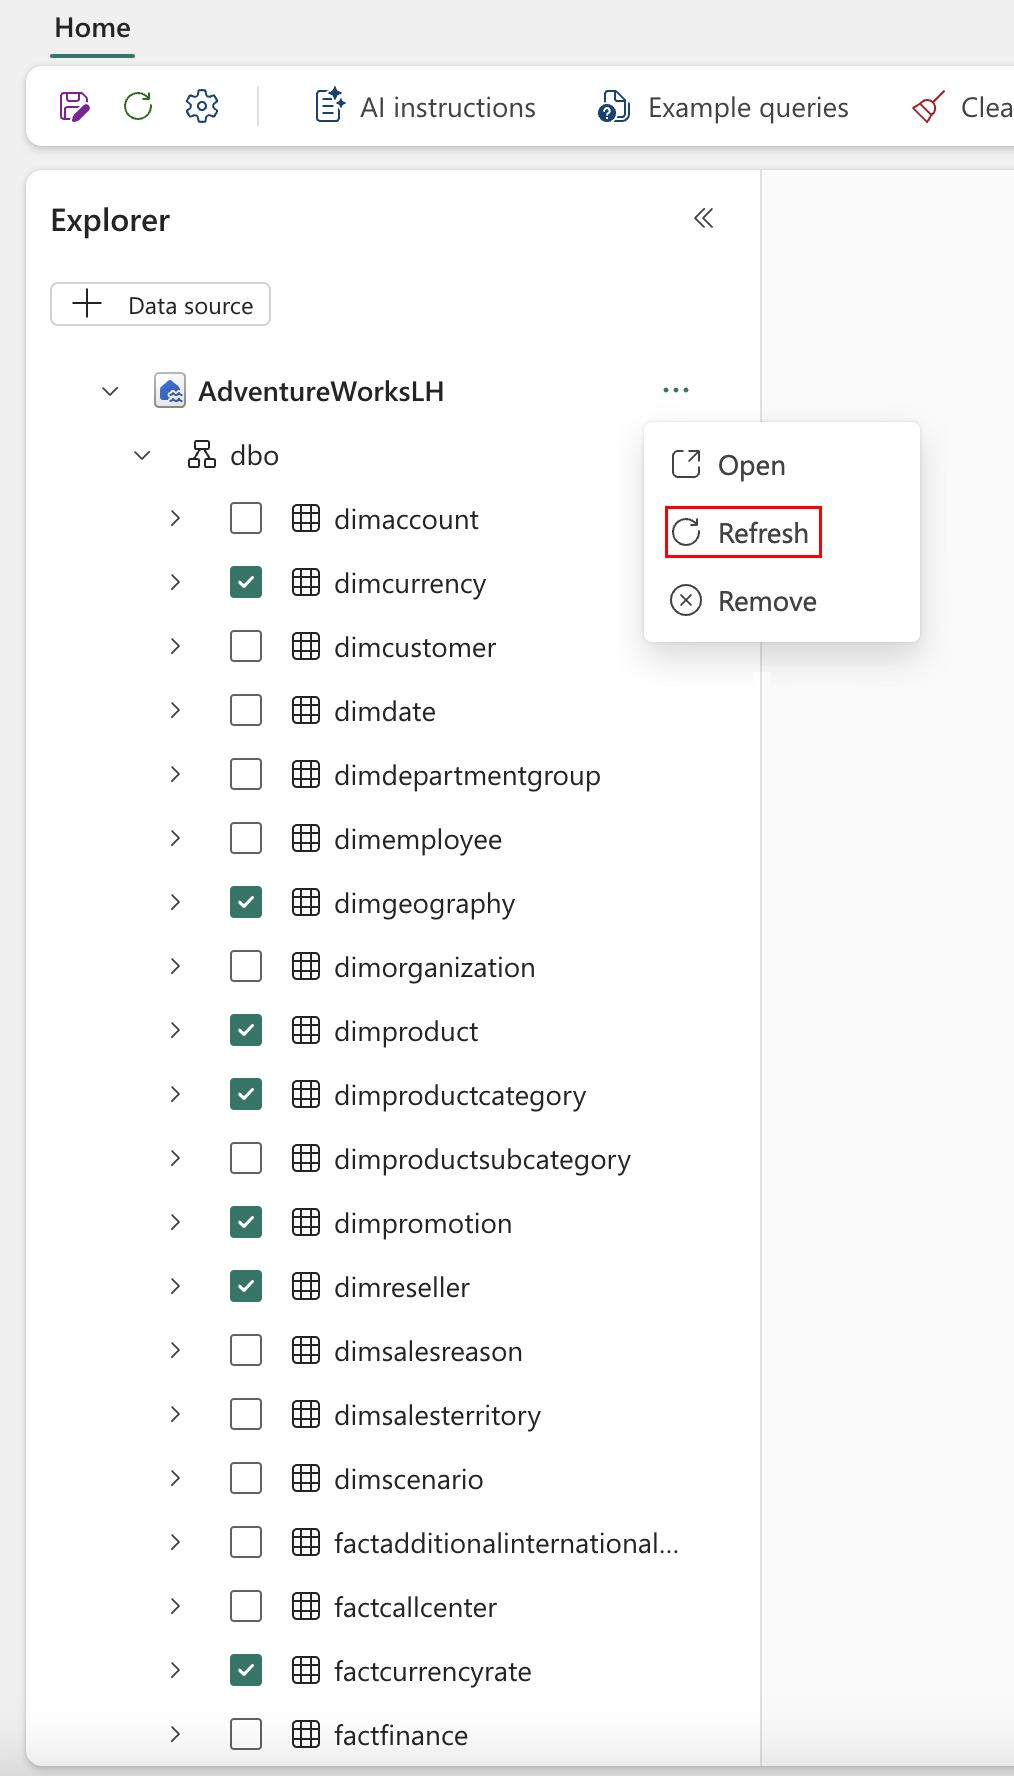 Home
AI instructions Example queries Clea
Explorer
Data source
AdventureWorksLH
dbo
Open
dimaccount
Refresh
dimcurrency
Remove
dimcustomer
dimdate
dimdepartmentgroup
dimemployee
dimgeography
dimorganization
dimproduct
dimproductcategory
dimproductsubcategory
dimpromotion
dimreseller
dimsalesreason
dimsalesterritory
dimscenario
factadditionalinternational...
factcallcenter
factcurrencyrate
factfinance